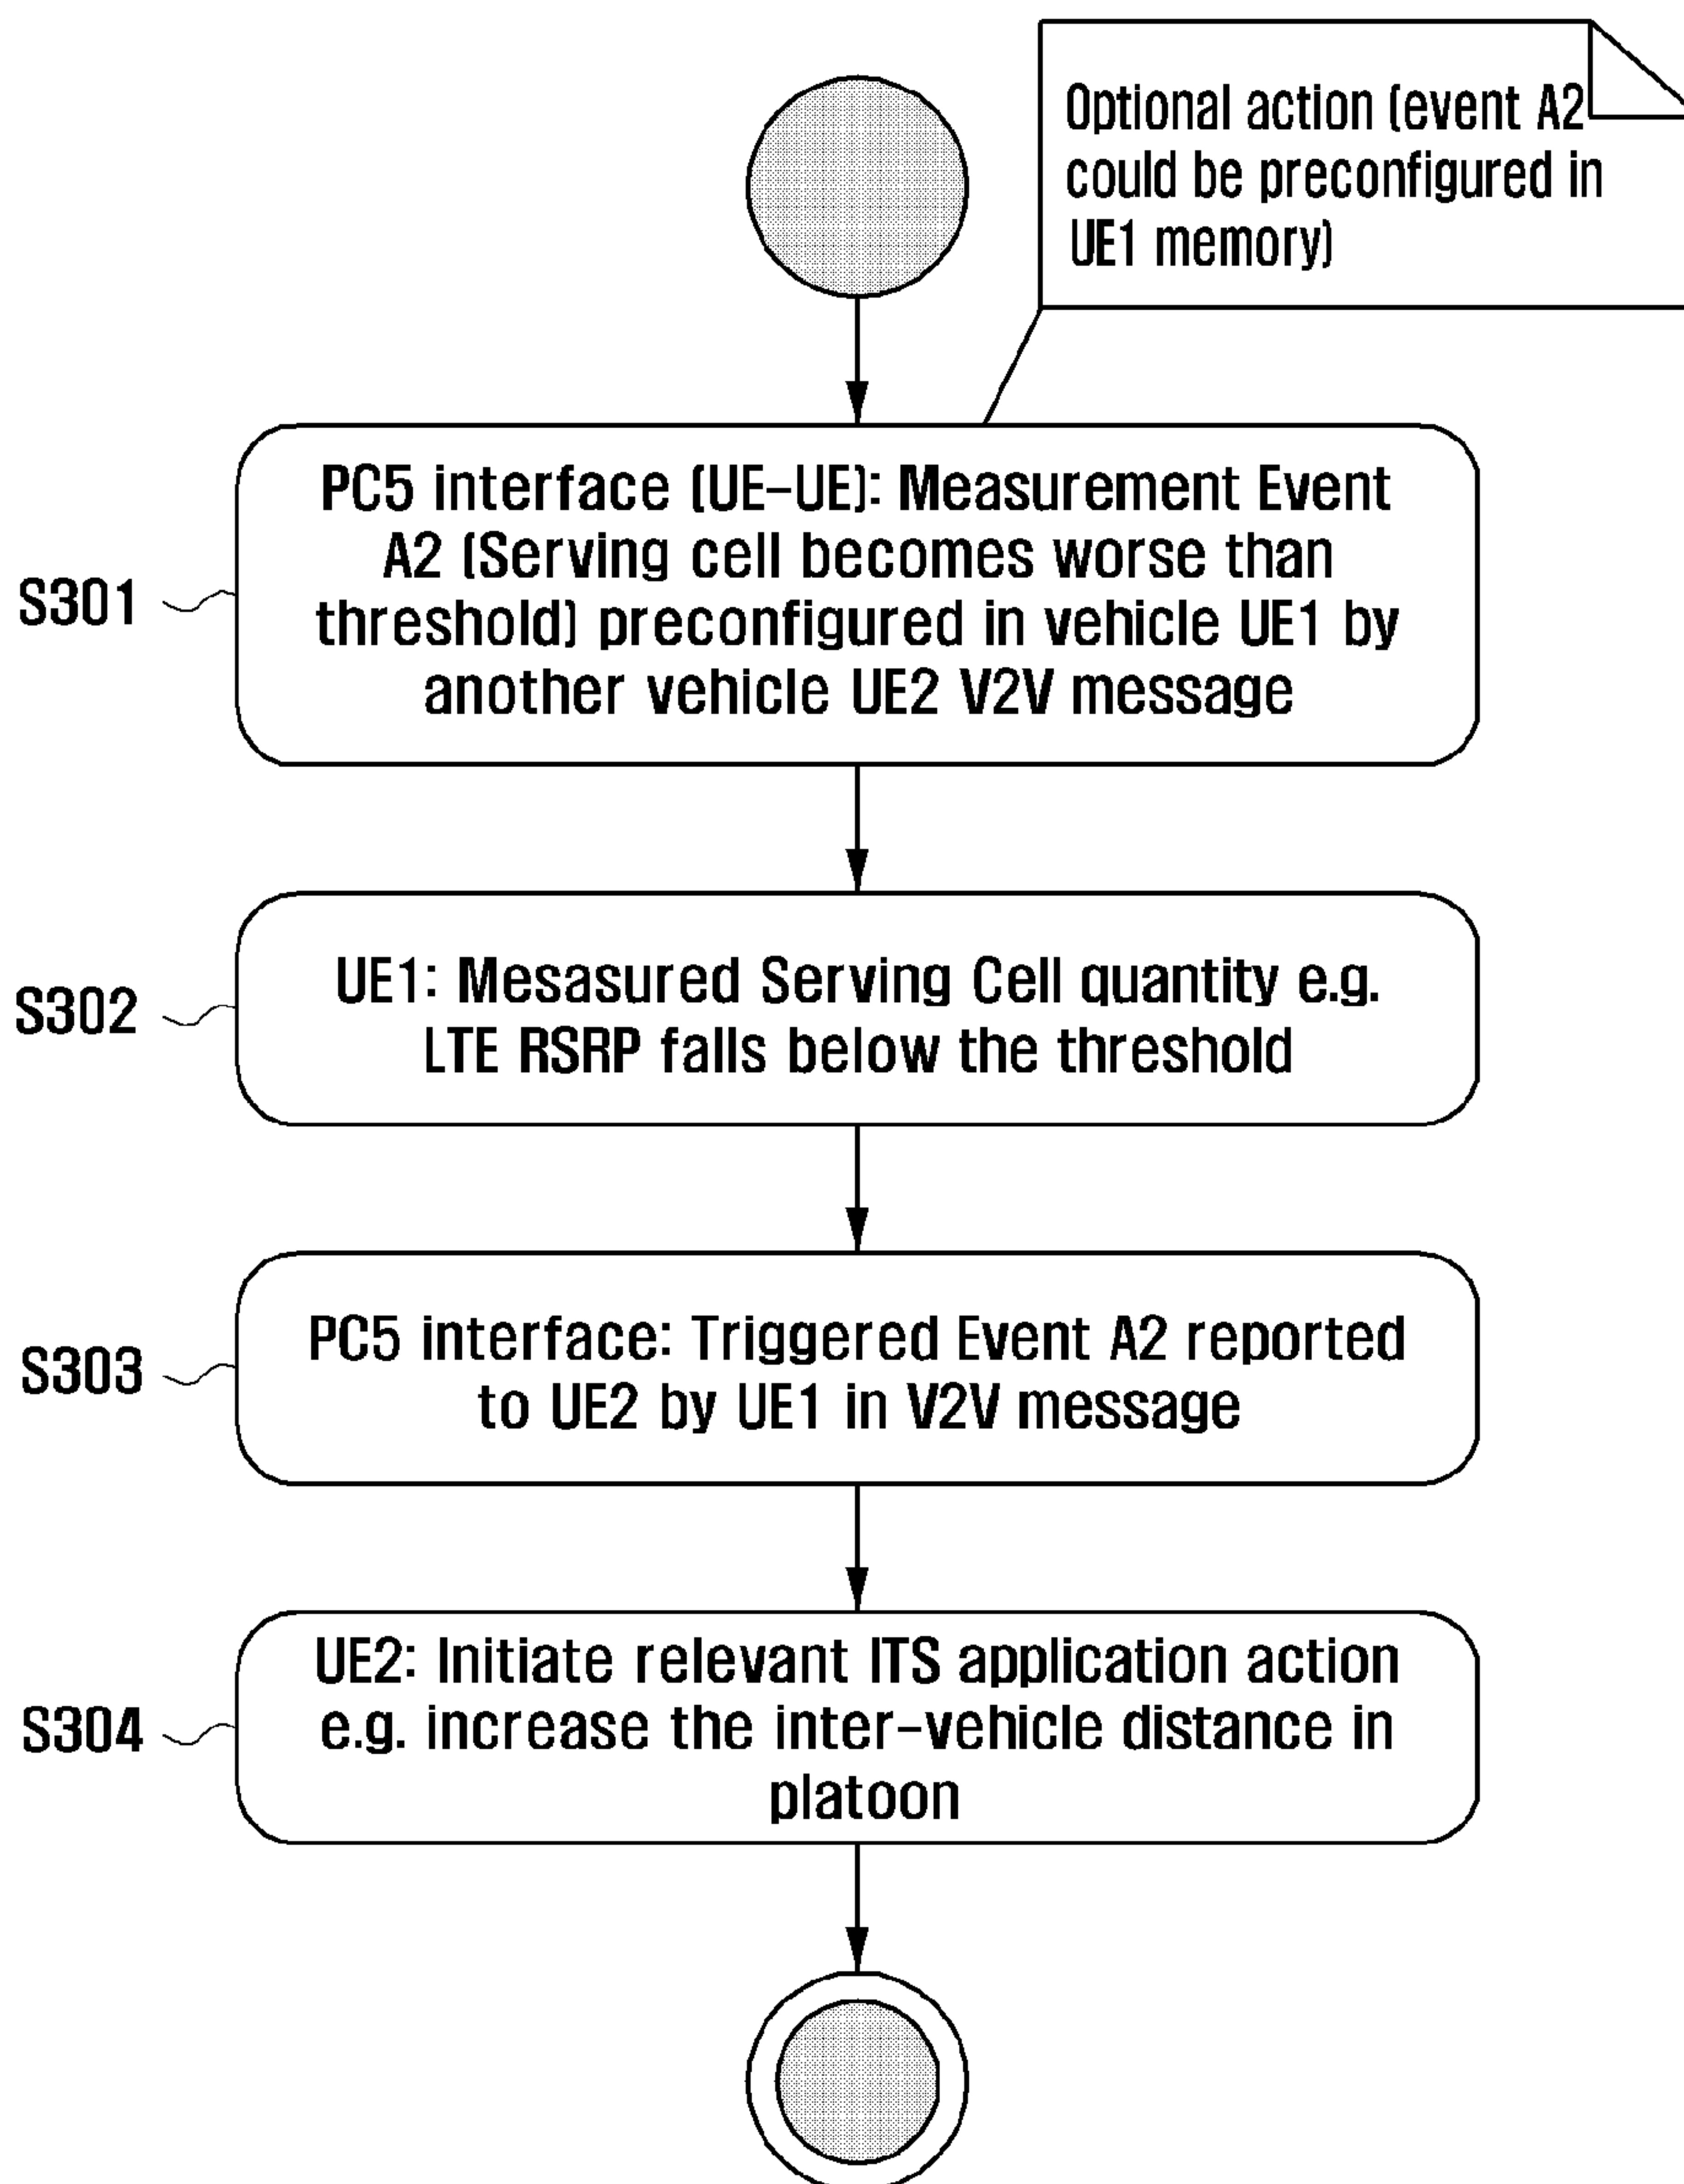 Optional action (event A2
could be preconfigured in
UE1 memory)
PC5 interface (UE-UE): Measurement Event
A2 (Serving cell becomes worse than
threshold) preconfigured in vehicle UE1 by
another vehicle UE2 V2V message
S301
UE1: Mesasured Serving Cell quantity e.g.
LTE RSRP falls below the threshold
S302
PC5 interface: Triggered Event A2 reported
to UE2 by UE1 in V2V message
S303
UE2: Initiate relevant ITS application action
e.g. increase the inter-vehicle distance in
platoon
S304